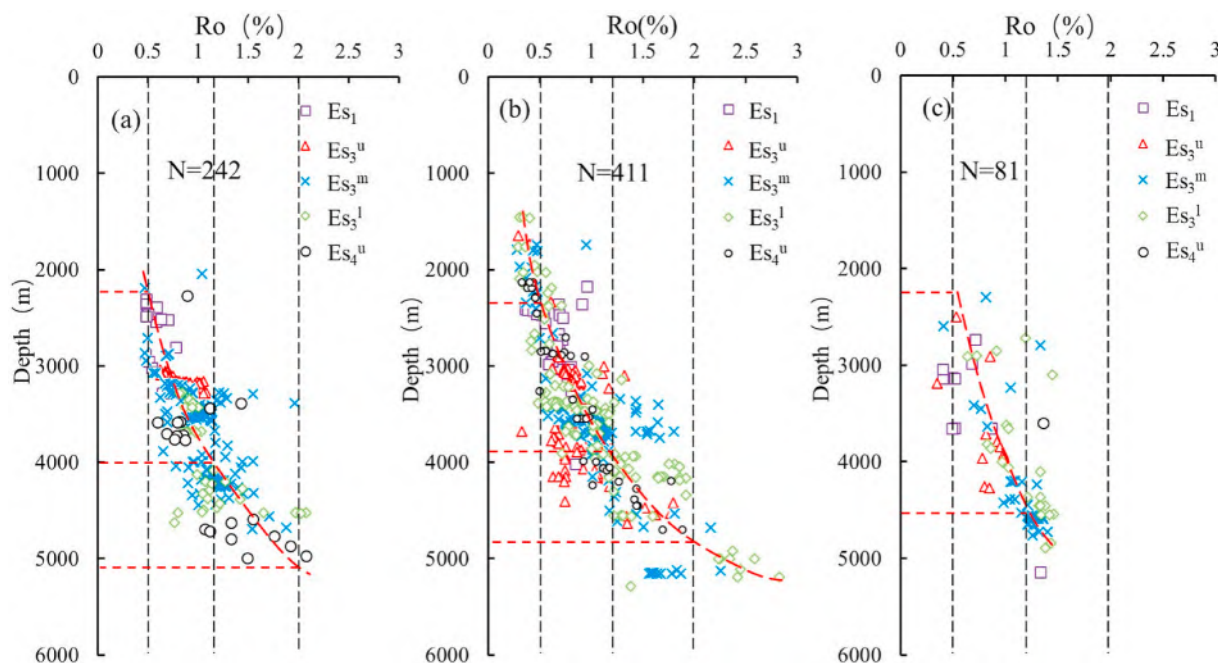 Ro (%)
0 0.5 1 1.5 2 2.5 3
0
1000
2000
3000
4000
5000
6000
Depth (m)
(a)
N=242
Es₁
Es₃ᵘ
Es₃ᵐ
Es₃ˡ
Es₄ᵘ
Ro(%)
0 0.5 1 1.5 2 2.5 3
0
1000
2000
3000
4000
5000
6000
Depth (m)
(b)
N=411
Es₁
Es₃ᵘ
Es₃ᵐ
Es₃ˡ
Es₄ᵘ
Ro (%)
0 0.5 1 1.5 2 2.5 3
0
1000
2000
3000
4000
5000
6000
Depth (m)
(c)
N=81
Es₁
Es₃ᵘ
Es₃ᵐ
Es₃ˡ
Es₄ᵘ